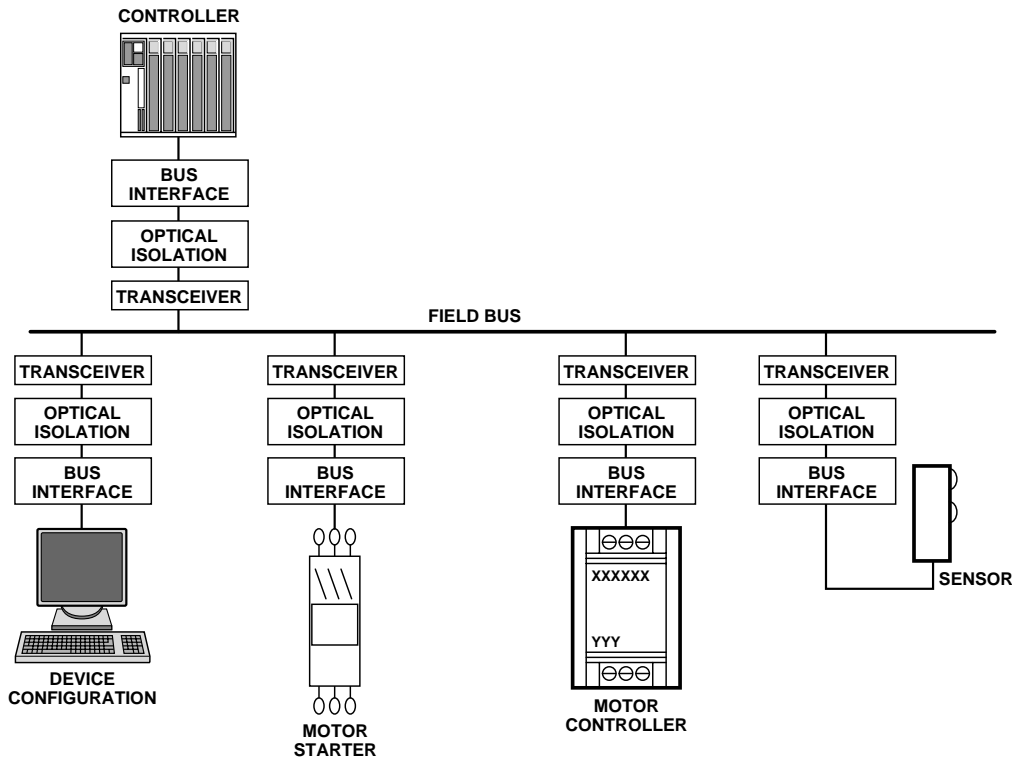 CONTROLLER
BUS
INTERFACE
OPTICAL
ISOLATION
TRANSCEIVER
FIELD BUS
TRANSCEIVER
OPTICAL
ISOLATION
BUS
INTERFACE
DEVICE
CONFIGURATION
TRANSCEIVER
OPTICAL
ISOLATION
BUS
INTERFACE
MOTOR
STARTER
TRANSCEIVER
OPTICAL
ISOLATION
BUS
INTERFACE
XXXXXX
YYY
MOTOR
CONTROLLER
TRANSCEIVER
OPTICAL
ISOLATION
BUS
INTERFACE
SENSOR